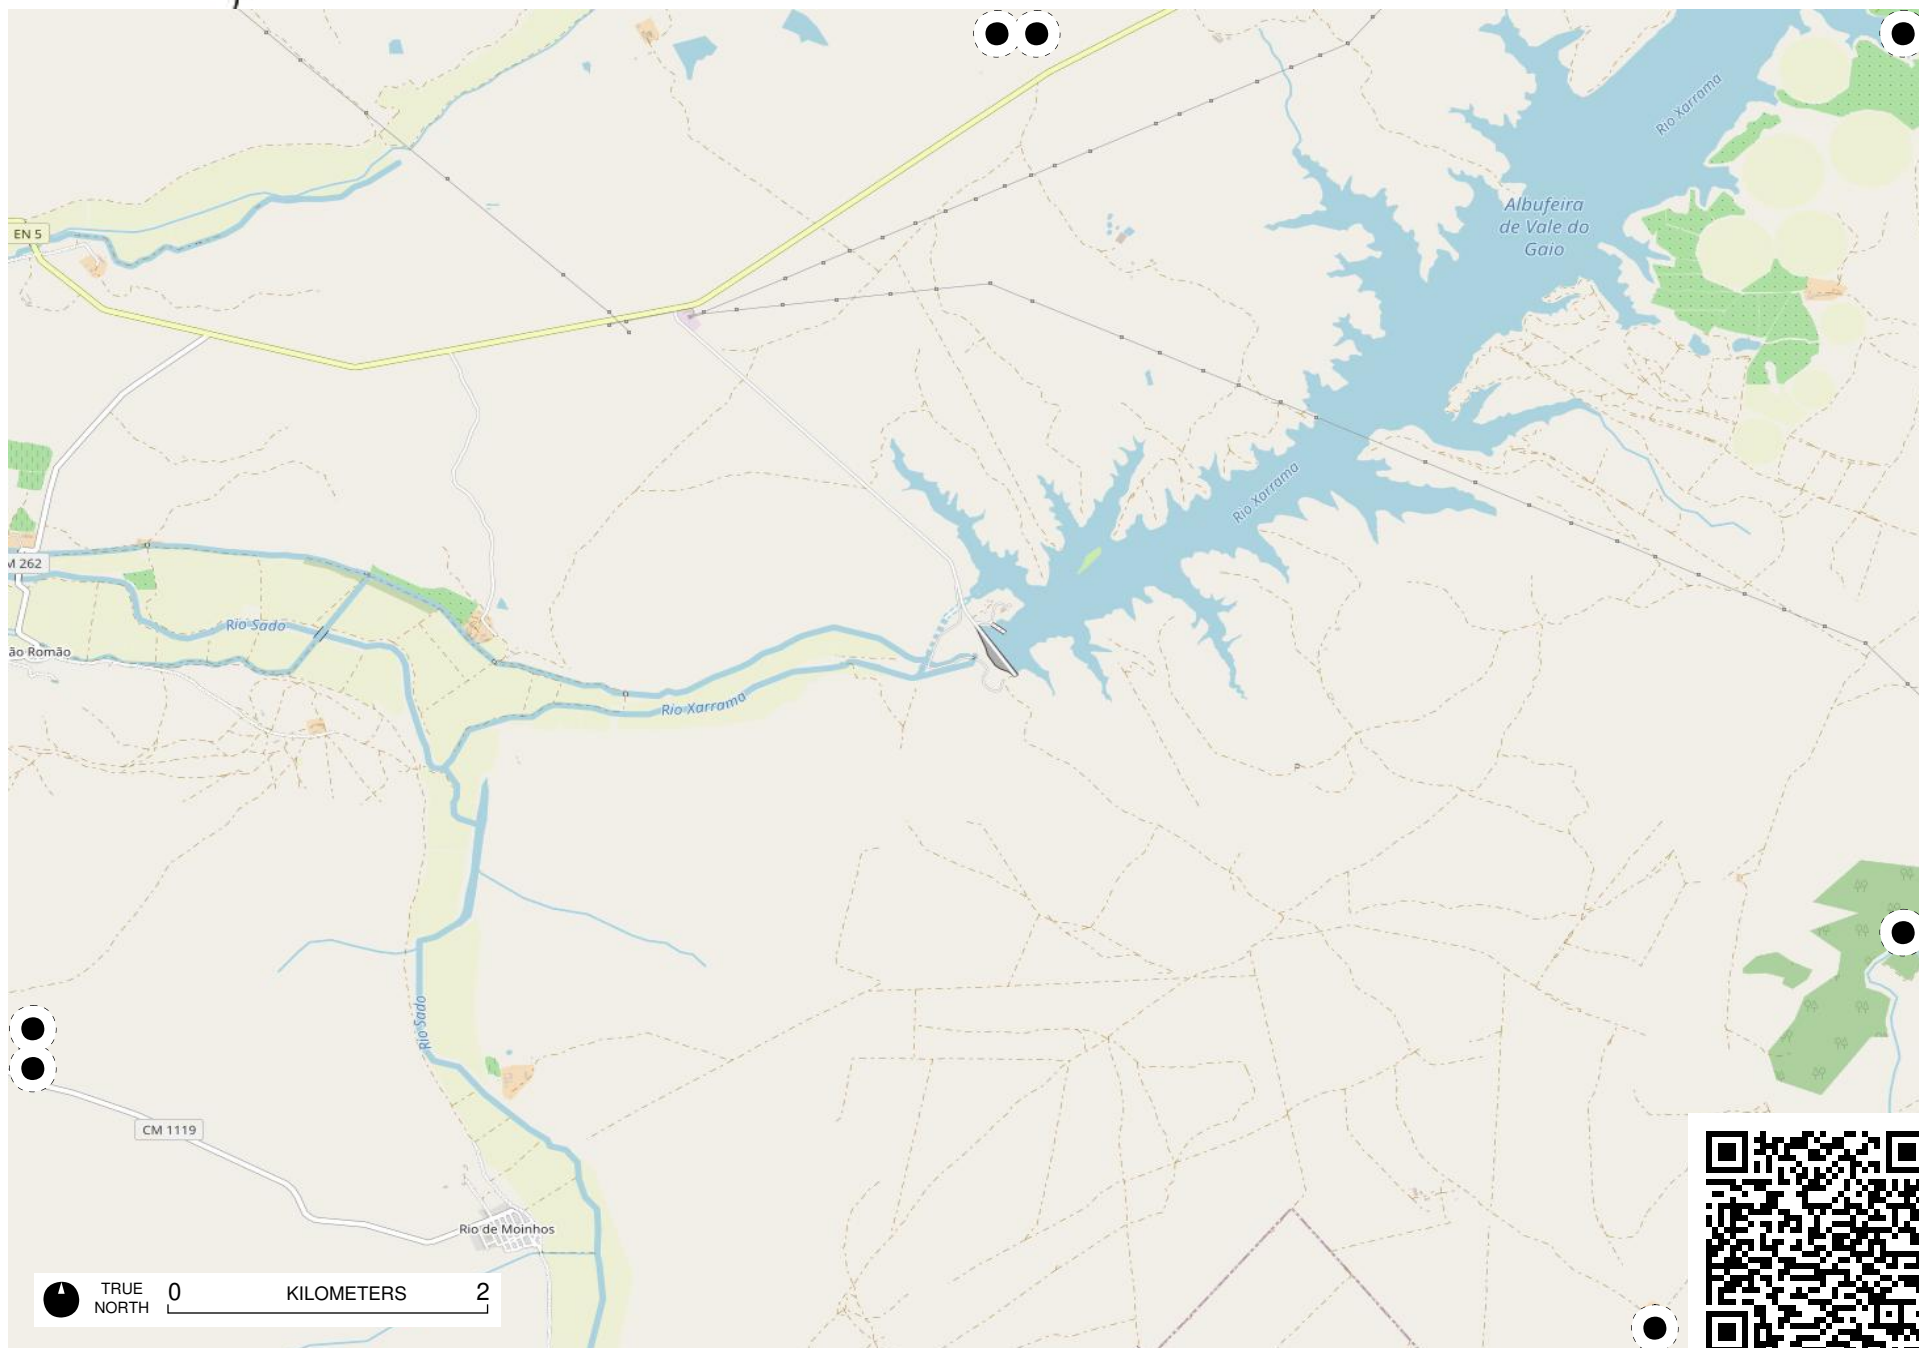 Rio Xarrama
Albufeira
de Vale do
Gaio
EN 5
Rio Xarrama
M 262
Rio Sado
ão Romão
Rio Xarrama
Rio Sado
CM 1119
Rio de Moinhos
TRUE
NORTH
0 KILOMETERS 2